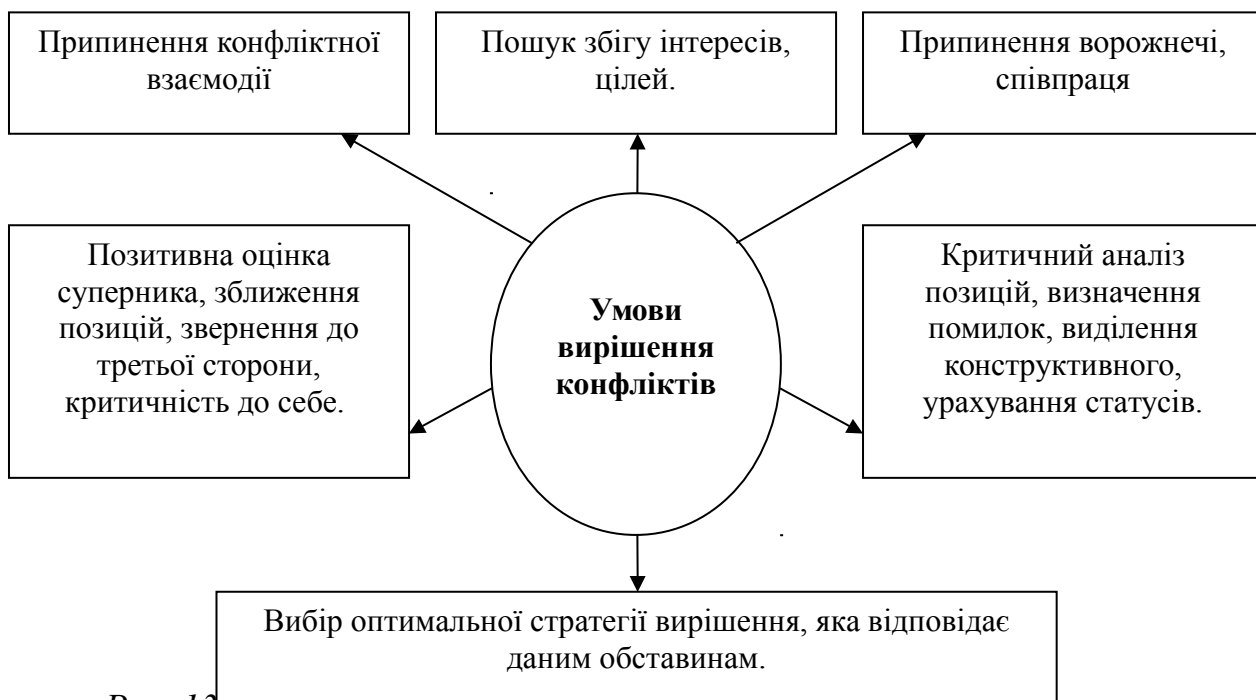 Припинення конфліктної
взаємодії
Пошук збігу інтересів,
цілей.
Припинення ворожнечі,
співпраця
Позитивна оцінка
суперника, зближення
позицій, звернення до
третьої сторони,
критичність до себе.
Умови
вирішення
конфліктів
Критичний аналіз
позицій, визначення
помилок, виділення
конструктивного,
урахування статусів.
Вибір оптимальної стратегії вирішення, яка відповідає
даним обставинам.